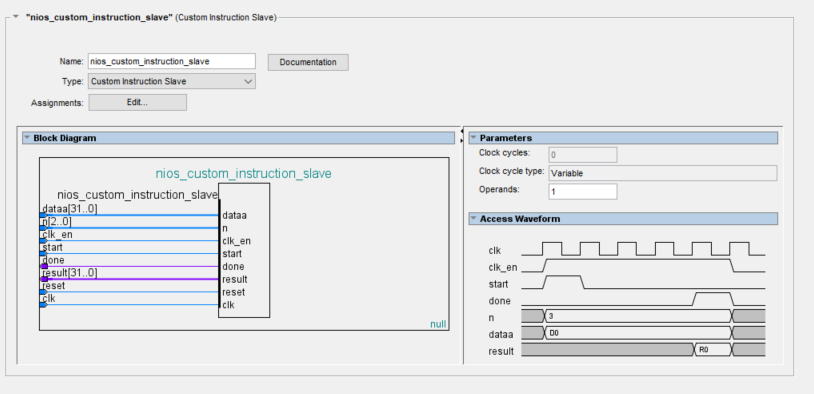 "nios_custom_instruction_slave" (Custom Instruction Slave)
Name: nios_custom_instruction_slave Documentation
Type: Custom Instruction Slave
Assignments: Edit...
Block Diagram
nios_custom_instruction_slave
nios_custom_instruction_slave
dataa[31..0] dataa
n[2..0] n
clk_en clk_en
start start
done done
result[31..0] result
reset reset
clk clk
null
Parameters
Clock cycles: 0
Clock cycle type: Variable
Operands: 1
Access Waveform
clk
clk_en
start
done
n 3
dataa D0
result R0